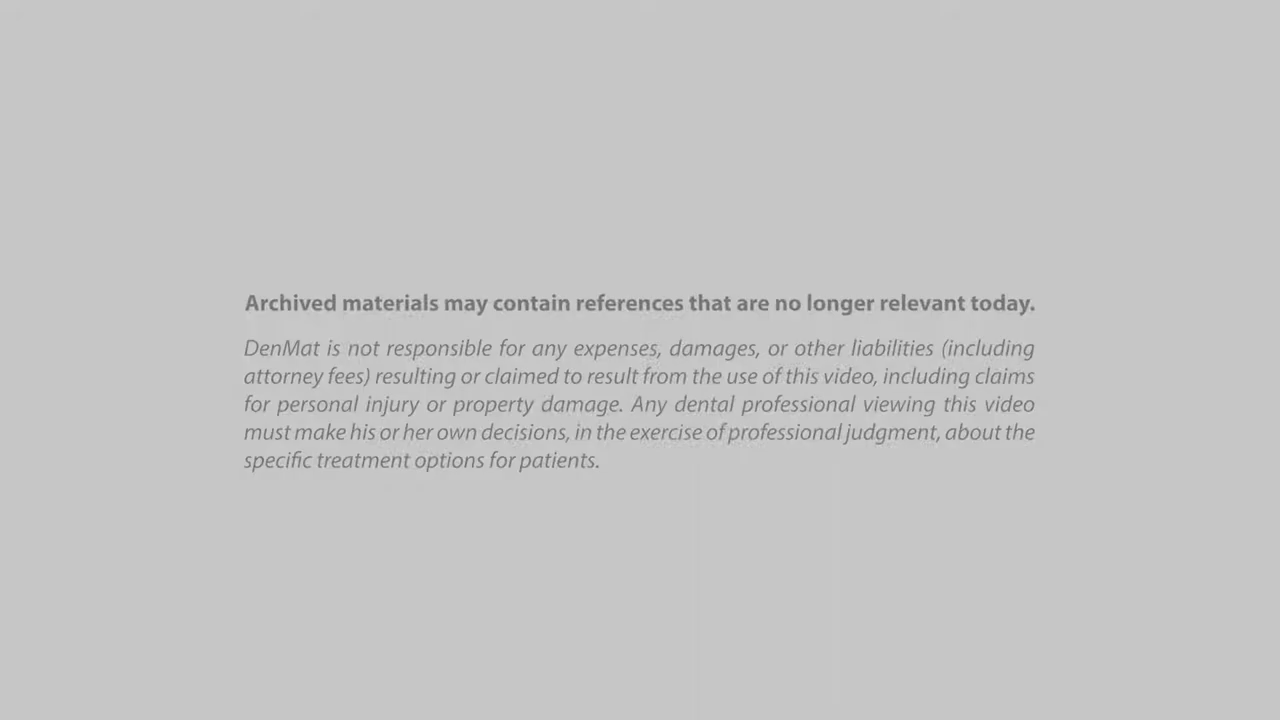 Archived materials may contain references that are no longer relevant today.
DenMat is not responsible for any expenses, damages, or other liabilities (including
attorney fees) resulting or claimed to result from the use of this video, including claims
for personal injury or property damage. Any dental professional viewing this video
must make his or her own decisions, in the exercise of professional judgment, about the
specific treatment options for patients.